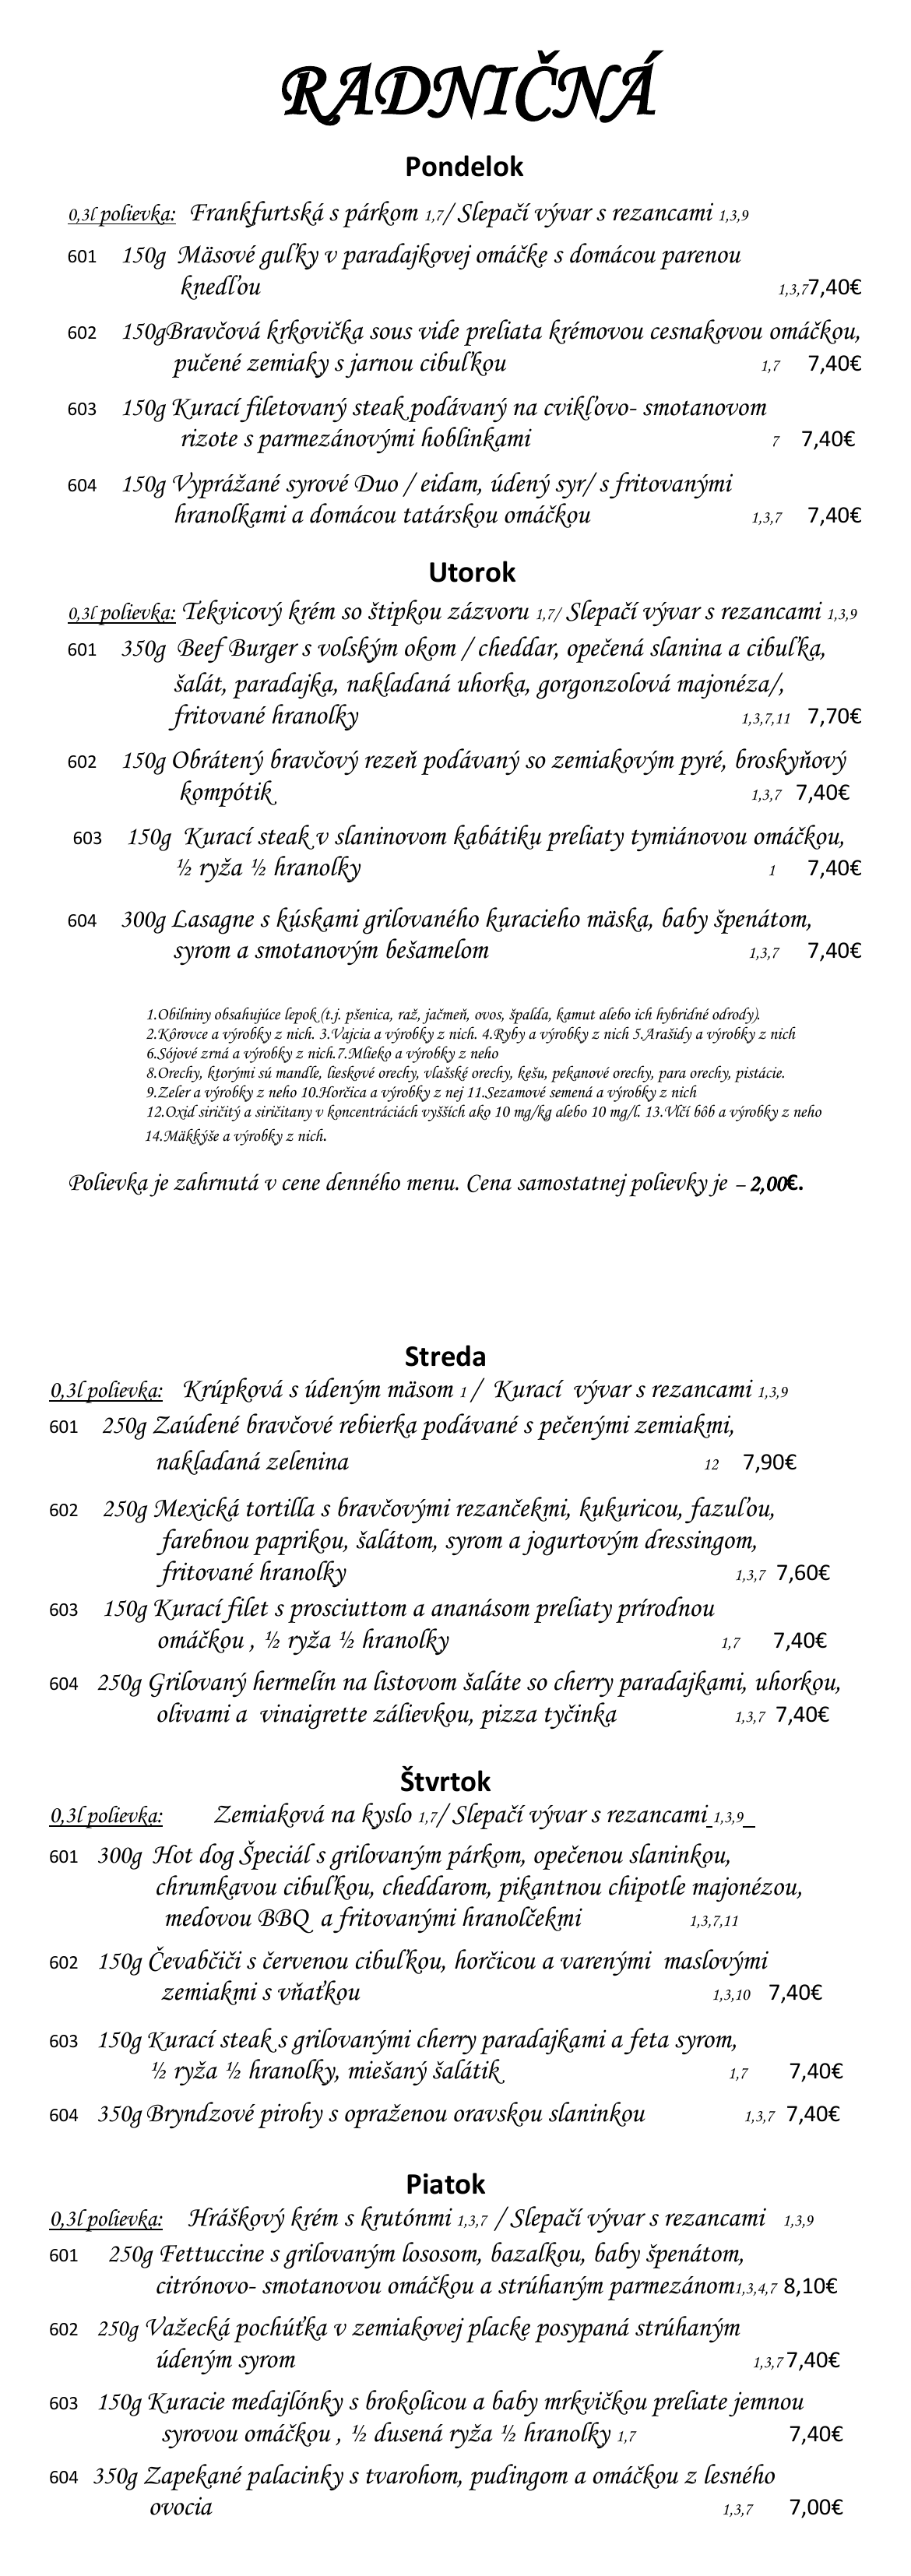 RADNIČNÁ
Pondelok
0,3l polievka: Frankfurtská s párkom 1,7/ Slepačí vývar s rezancami 1,3,9
601 150g Mäsové guľky v paradajkovej omáčke s domácou parenou
knedľou 1,3,7 7,40€
602 150gBravčová krkovička sous vide preliata krémovou cesnakovou omáčkou,
pučené zemiaky s jarnou cibuľkou 1,7 7,40€
603 150g Kurací filetovaný steak podávaný na cvikľovo- smotanovom
rizote s parmezánovými hoblinkami 7 7,40€
604 150g Vyprážané syrové Duo / eidam, údený syr/ s fritovanými
hranolkami a domácou tatárskou omáčkou 1,3,7 7,40€
Utorok
0,3l polievka: Tekvicový krém so štipkou zázvoru 1,7/ Slepačí vývar s rezancami 1,3,9
601 350g Beef Burger s volským okom / cheddar, opečená slanina a cibuľka,
šalát, paradajka, nakladaná uhorka, gorgonzolová majonéza/,
fritované hranolky 1,3,7,11 7,70€
602 150g Obrátený bravčový rezeň podávaný so zemiakovým pyré, broskyňový
kompótik 1,3,7 7,40€
603 150g Kurací steak v slaninovom kabátiku preliaty tymiánovou omáčkou,
½ ryža ½ hranolky 1 7,40€
604 300g Lasagne s kúskami grilovaného kuracieho mäska, baby špenátom,
syrom a smotanovým bešamelom 1,3,7 7,40€
1.Obilniny obsahujúce lepok (t.j. pšenica, raž, jačmeň, ovos, špalda, kamut alebo ich hybridné odrody).
2.Kôrovce a výrobky z nich. 3.Vajcia a výrobky z nich. 4.Ryby a výrobky z nich 5.Arašidy a výrobky z nich
6.Sójové zrná a výrobky z nich.7.Mlieko a výrobky z neho
8.Orechy, ktorými sú mandle, lieskové orechy, vlašské orechy, kešu, pekanové orechy, para orechy, pistácie.
9.Zeler a výrobky z neho 10.Horčica a výrobky z nej 11.Sezamové semená a výrobky z nich
12.Oxid siričitý a siričitany v koncentráciách vyšších ako 10 mg/kg alebo 10 mg/l. 13.Vlčí bôb a výrobky z neho
14.Mäkkýše a výrobky z nich.
Polievka je zahrnutá v cene denného menu. Cena samostatnej polievky je – 2,00€.
Streda
0,3l polievka: Krúpková s údeným mäsom 1 / Kurací vývar s rezancami 1,3,9
601 250g Zaúdené bravčové rebierka podávané s pečenými zemiakmi,
nakladaná zelenina 12 7,90€
602 250g Mexická tortilla s bravčovými rezančekmi, kukuricou, fazuľou,
farebnou paprikou, šalátom, syrom a jogurtovým dressingom,
fritované hranolky 1,3,7 7,60€
603 150g Kurací filet s prosciuttom a ananásom preliaty prírodnou
omáčkou , ½ ryža ½ hranolky 1,7 7,40€
604 250g Grilovaný hermelín na listovom šaláte so cherry paradajkami, uhorkou,
olivami a vinaigrette zálievkou, pizza tyčinka 1,3,7 7,40€
Štvrtok
0,3l polievka: Zemiaková na kyslo 1,7/ Slepačí vývar s rezancami 1,3,9
601 300g Hot dog Špeciál s grilovaným párkom, opečenou slaninkou,
chrumkavou cibuľkou, cheddarom, pikantnou chipotle majonézou,
medovou BBQ a fritovanými hranolčekmi 1,3,7,11
602 150g Čevabčiči s červenou cibuľkou, horčicou a varenými maslovými
zemiakmi s vňaťkou 1,3,10 7,40€
603 150g Kurací steak s grilovanými cherry paradajkami a feta syrom,
½ ryža ½ hranolky, miešaný šalátik 1,7 7,40€
604 350g Bryndzové pirohy s opraženou oravskou slaninkou 1,3,7 7,40€
Piatok
0,3l polievka: Hráškový krém s krutónmi 1,3,7 / Slepačí vývar s rezancami 1,3,9
601 250g Fettuccine s grilovaným lososom, bazalkou, baby špenátom,
citrónovo- smotanovou omáčkou a strúhaným parmezánom1,3,4,7 8,10€
602 250g Važecká pochúťka v zemiakovej placke posypaná strúhaným
údeným syrom 1,3,7 7,40€
603 150g Kuracie medajlónky s brokolicou a baby mrkvičkou preliate jemnou
syrovou omáčkou , ½ dusená ryža ½ hranolky 1,7 7,40€
604 350g Zapekané palacinky s tvarohom, pudingom a omáčkou z lesného
ovocia 1,3,7 7,00€